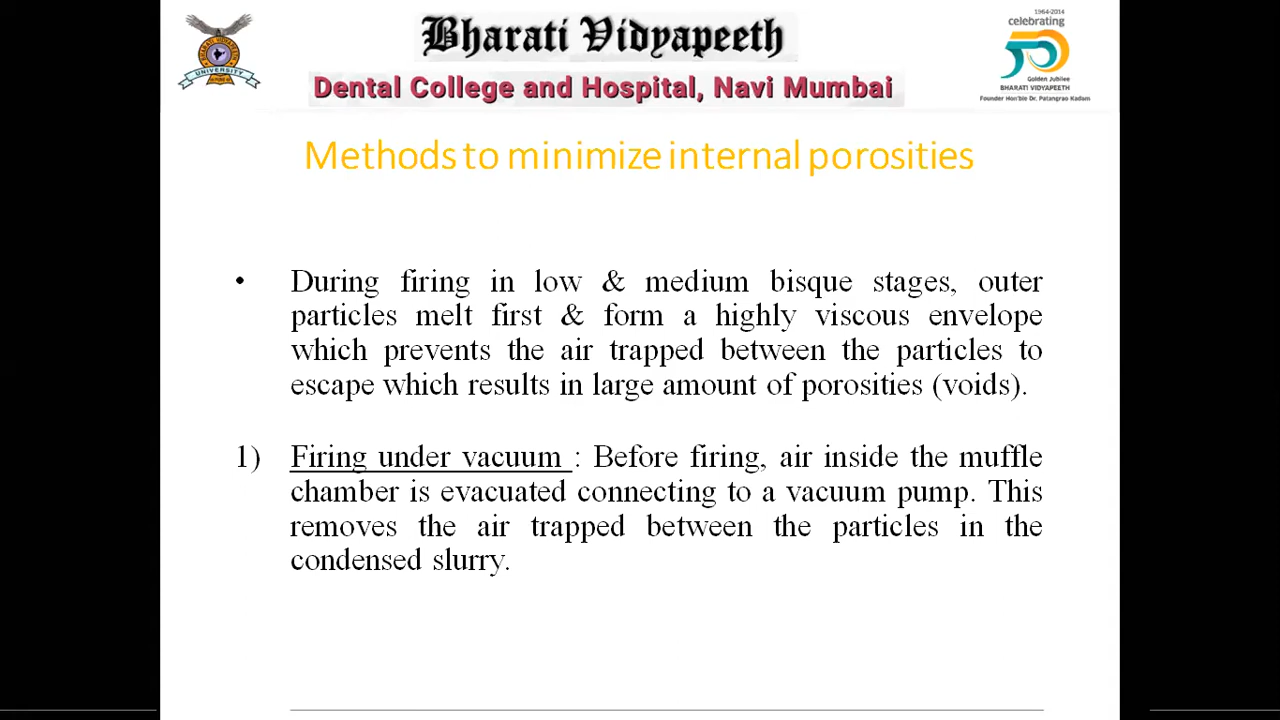 Bharati Vidyapeeth
Dental College and Hospital, Navi Mumbai
UNIVERSITY
1964-2014
celebrating
50
Golden Jubilee
BHARATI VIDYAPEETH
Founder Hon'ble Dr. Patangrao Kadam
Methods to minimize internal porosities
• During firing in low & medium bisque stages, outer
particles melt first & form a highly viscous envelope
which prevents the air trapped between the particles to
escape which results in large amount of porosities (voids).
1) Firing under vacuum : Before firing, air inside the muffle
chamber is evacuated connecting to a vacuum pump. This
removes the air trapped between the particles in the
condensed slurry.